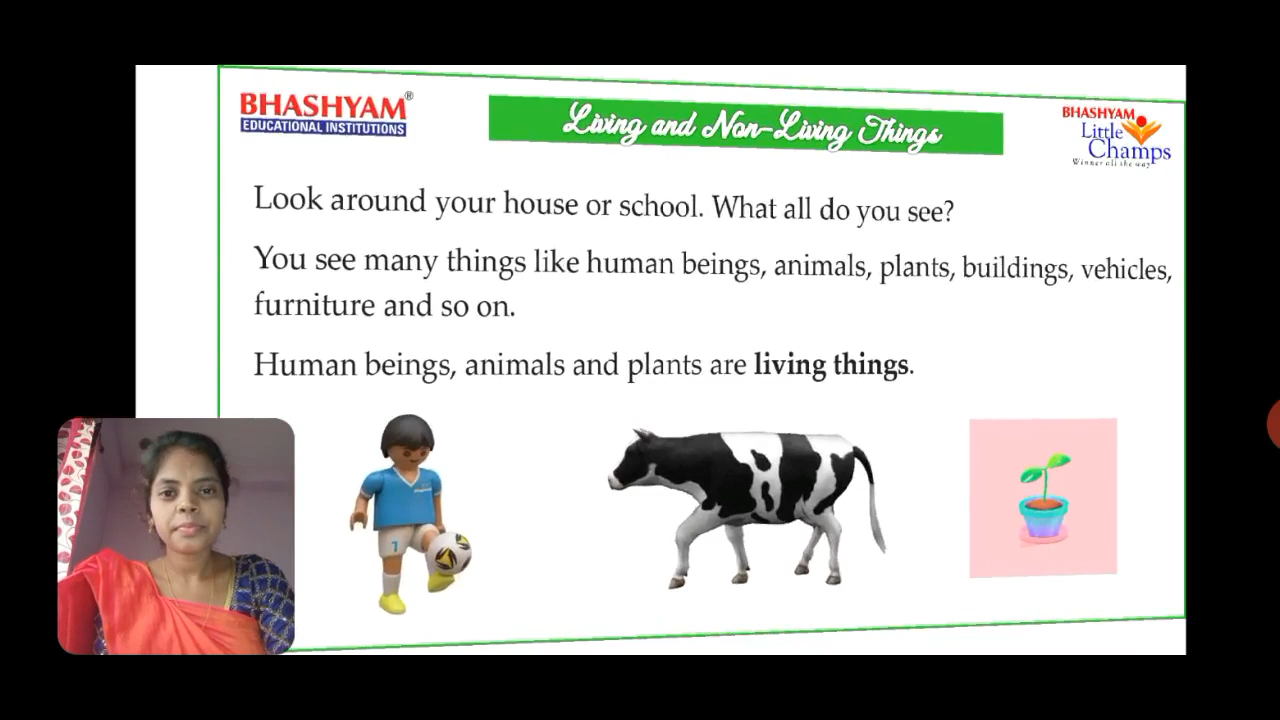 BHASHYAM®
EDUCATIONAL INSTITUTIONS
Living and Non-Living Things
BHASHYAM
Little
Champs
Winner all the way
Look around your house or school. What all do you see?
You see many things like human beings, animals, plants, buildings, vehicles,
furniture and so on.
Human beings, animals and plants are living things.
1